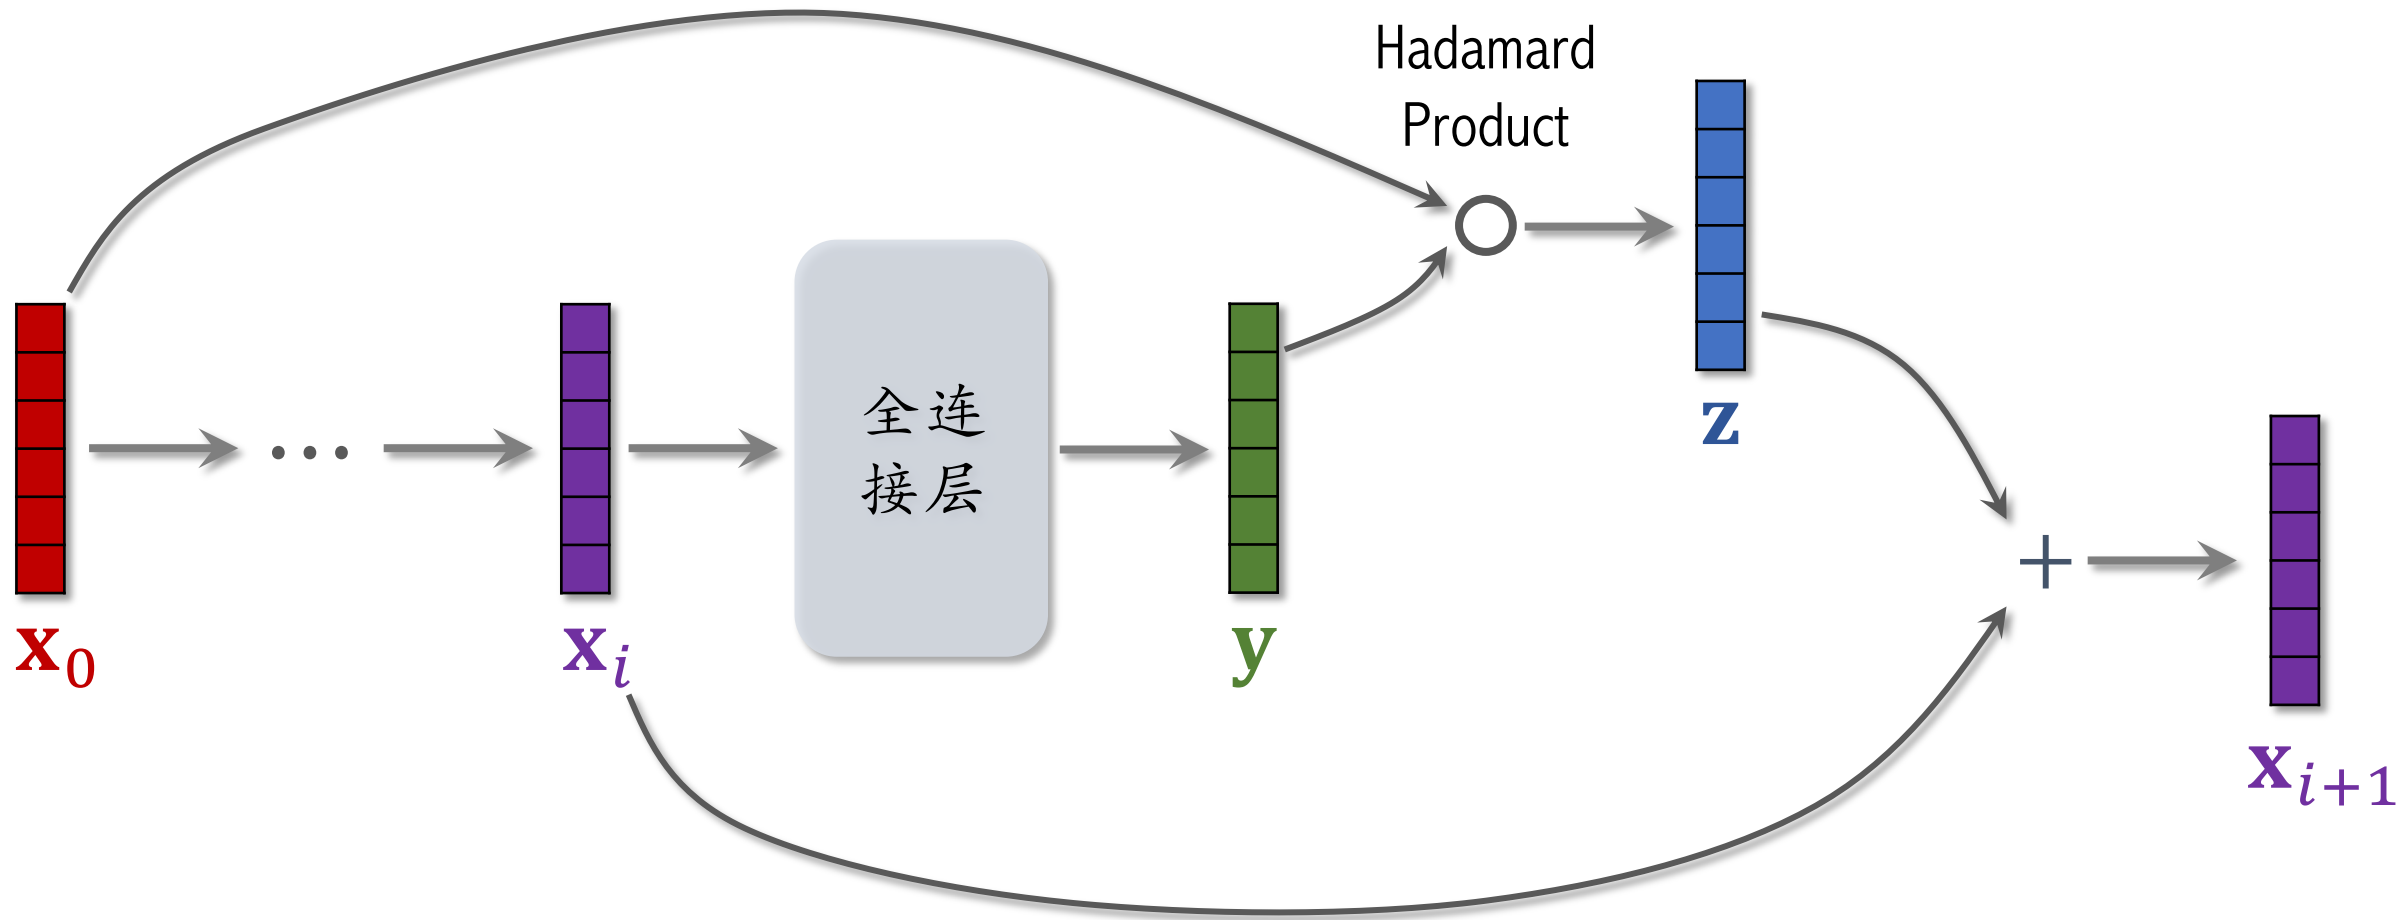 Hadamard
Product
全连
接层
z
x₀
xᵢ
y
xᵢ₊₁
+
…